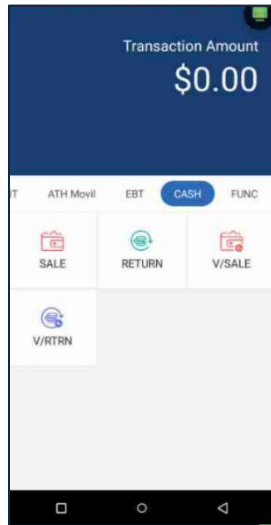 Transaction Amount
$0.00
T ATH Movil EBT CASH FUNC
SALE RETURN V/SALE
V/RTRN